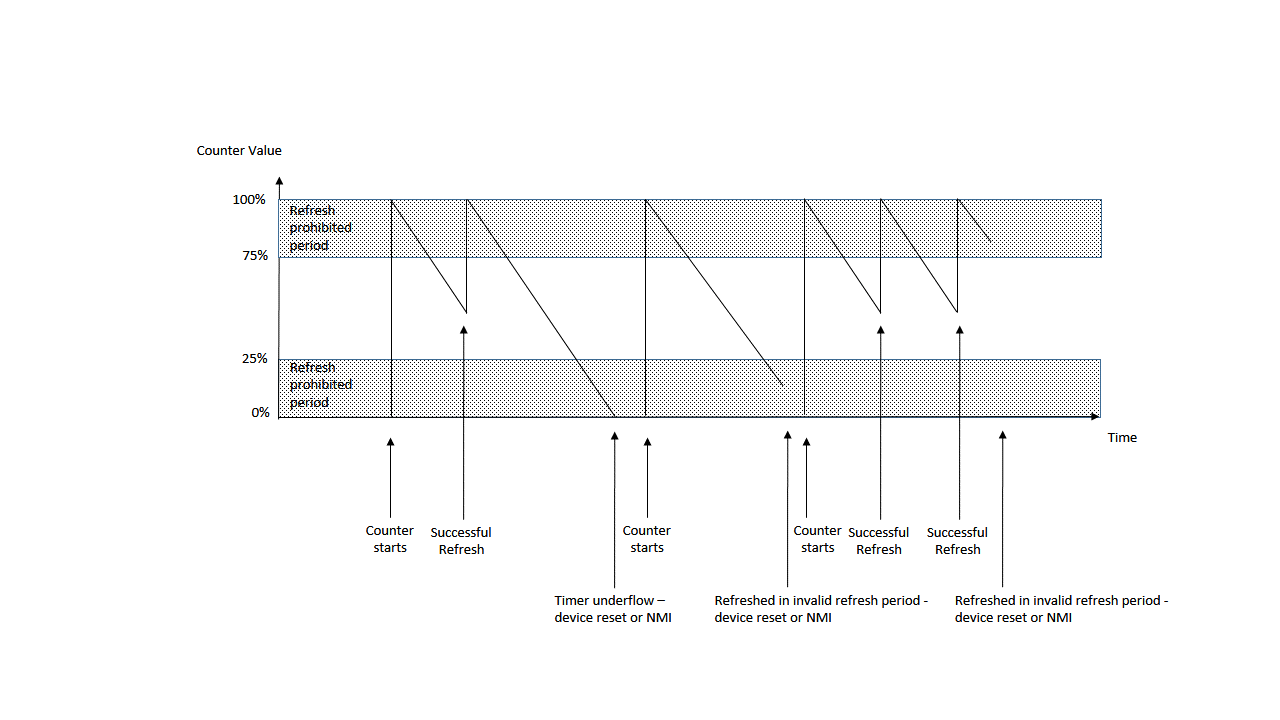 Counter Value
100%
Refresh
prohibited
period
75%
25%
Refresh
prohibited
period
0%
Time
Counter
starts
Successful
Refresh
Counter
starts
Counter
starts
Successful
Refresh
Successful
Refresh
Timer underflow –
device reset or NMI
Refreshed in invalid refresh period -
device reset or NMI
Refreshed in invalid refresh period -
device reset or NMI